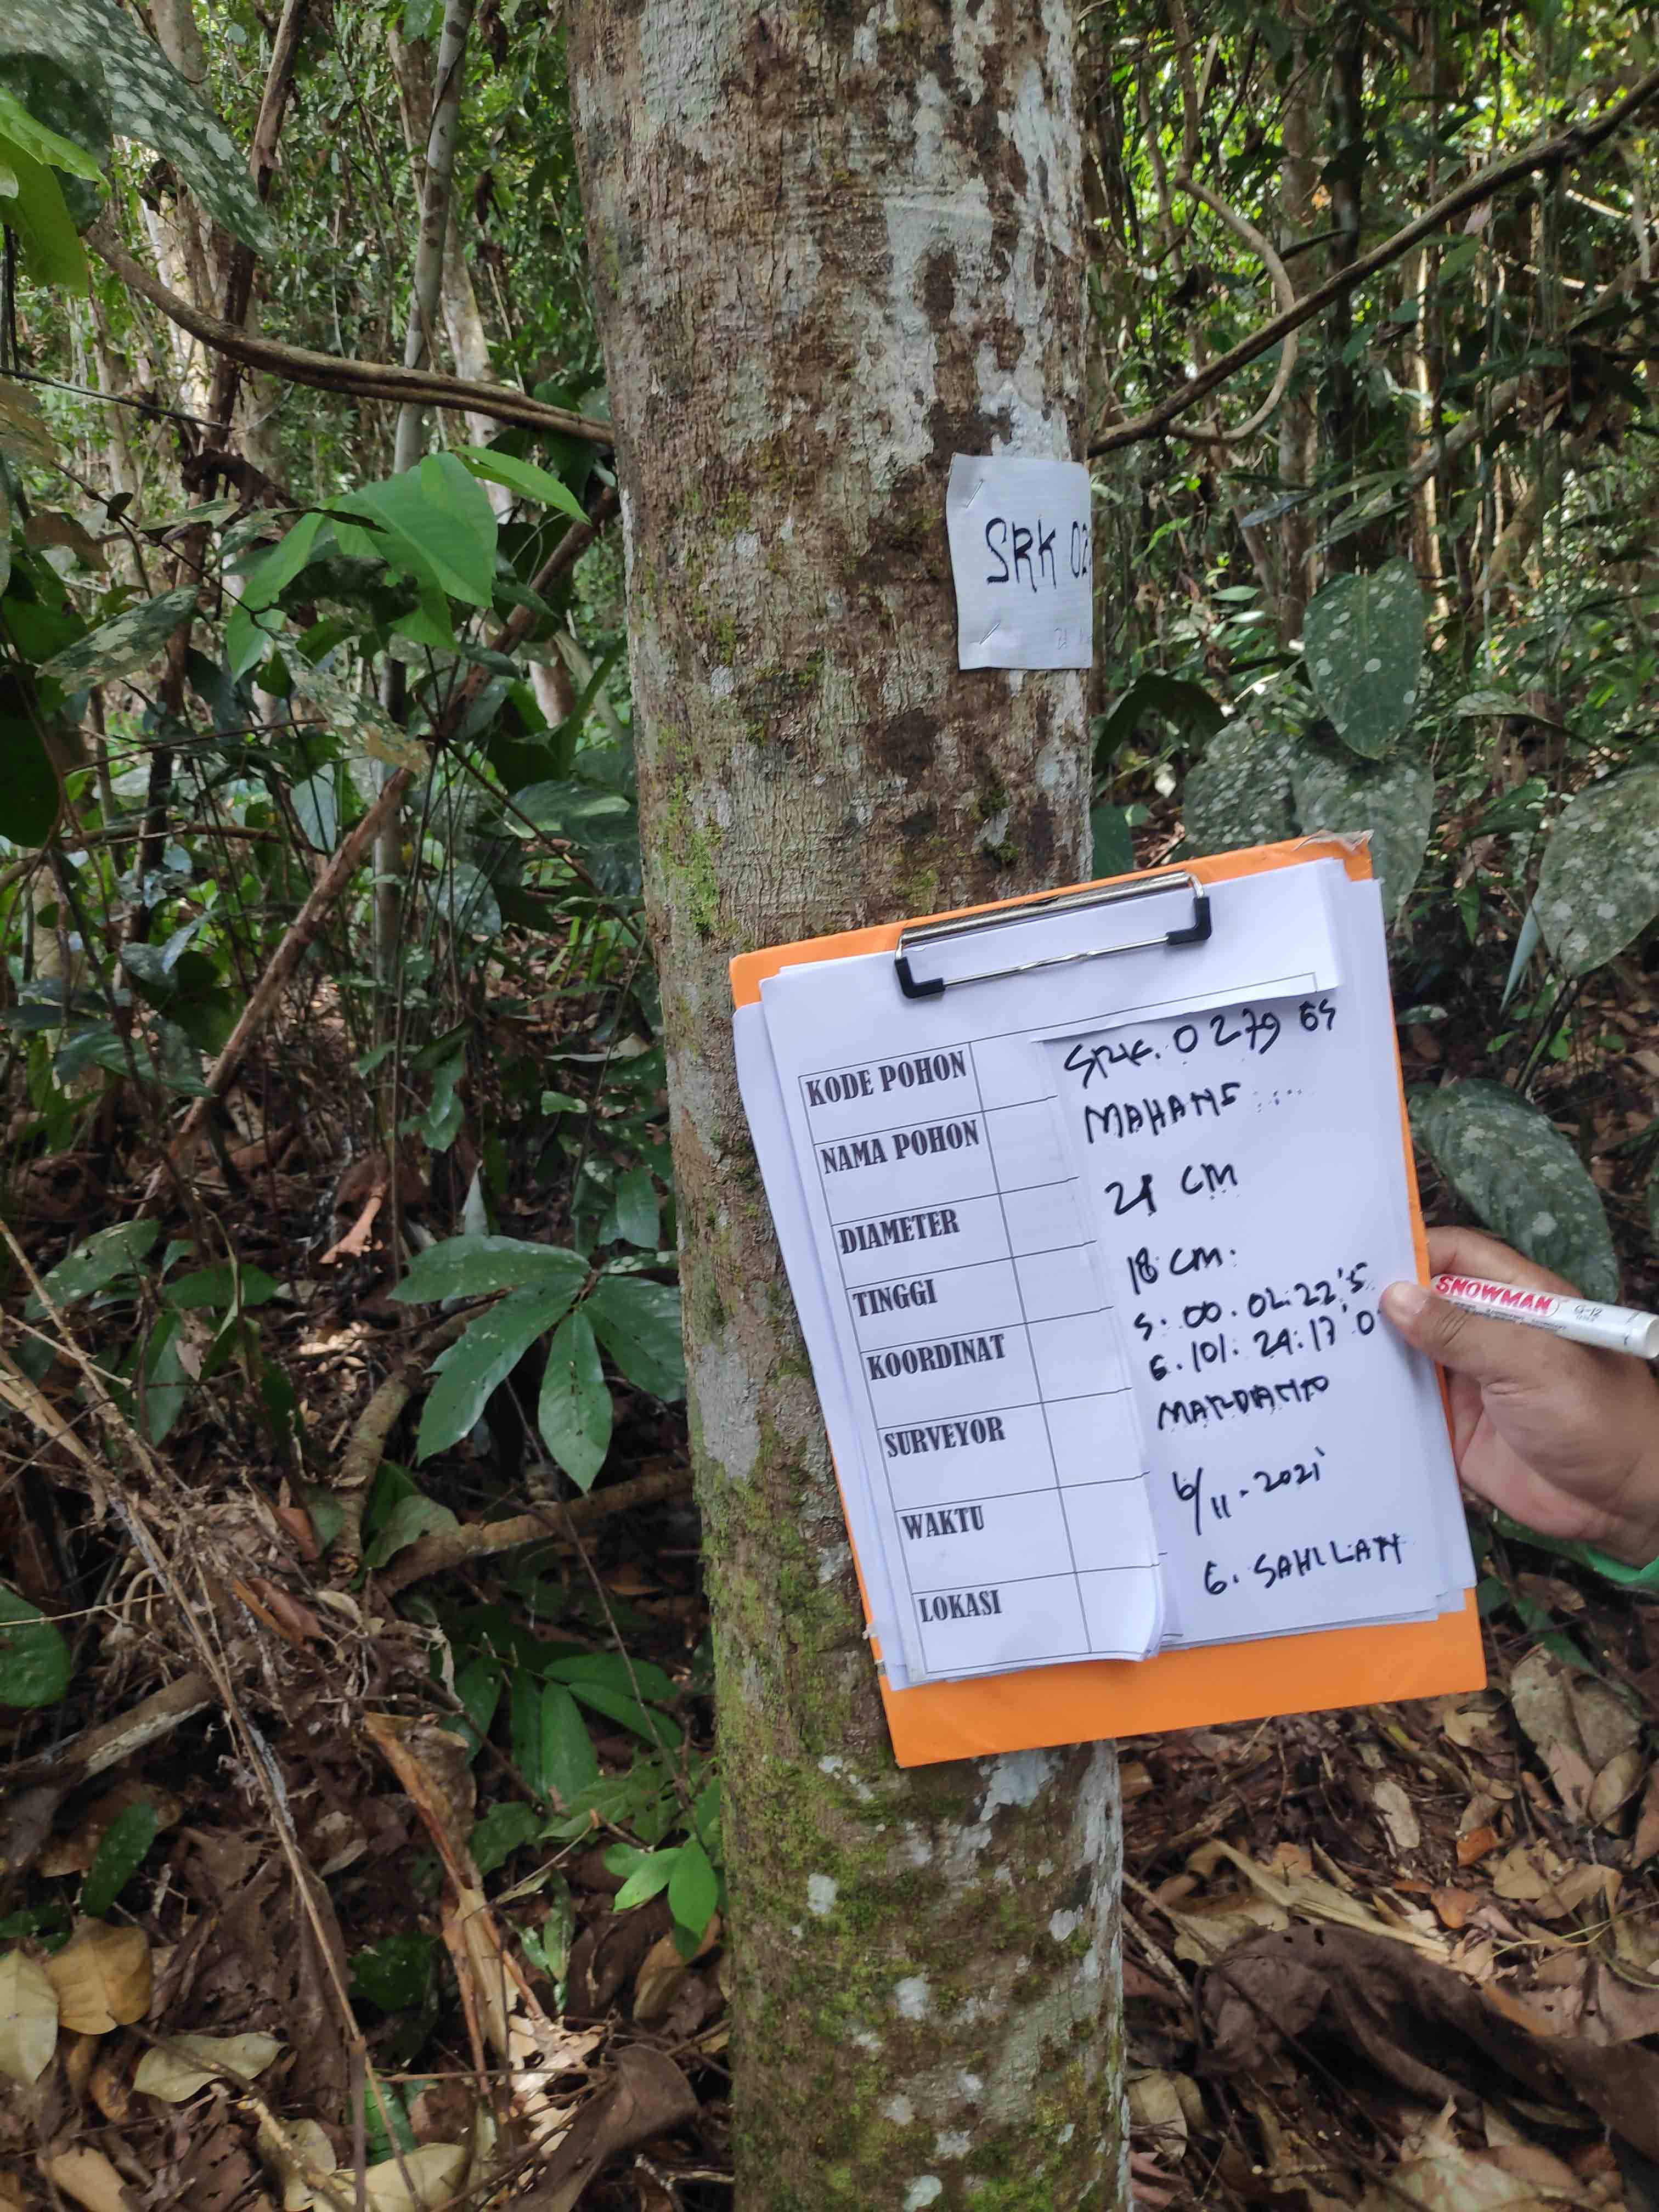 SRK 02
KODE POHON SRK. 0279 GS
NAMA POHON MAHANG
DIAMETER 21 CM
TINGGI 18 CM.
KOORDINAT S. 00. 02. 22'5
E. 101. 24. 17'0
SURVEYOR MARDIANTO
WAKTU 6/11-2021
LOKASI G. SAHILAN
SNOWMAN G-12